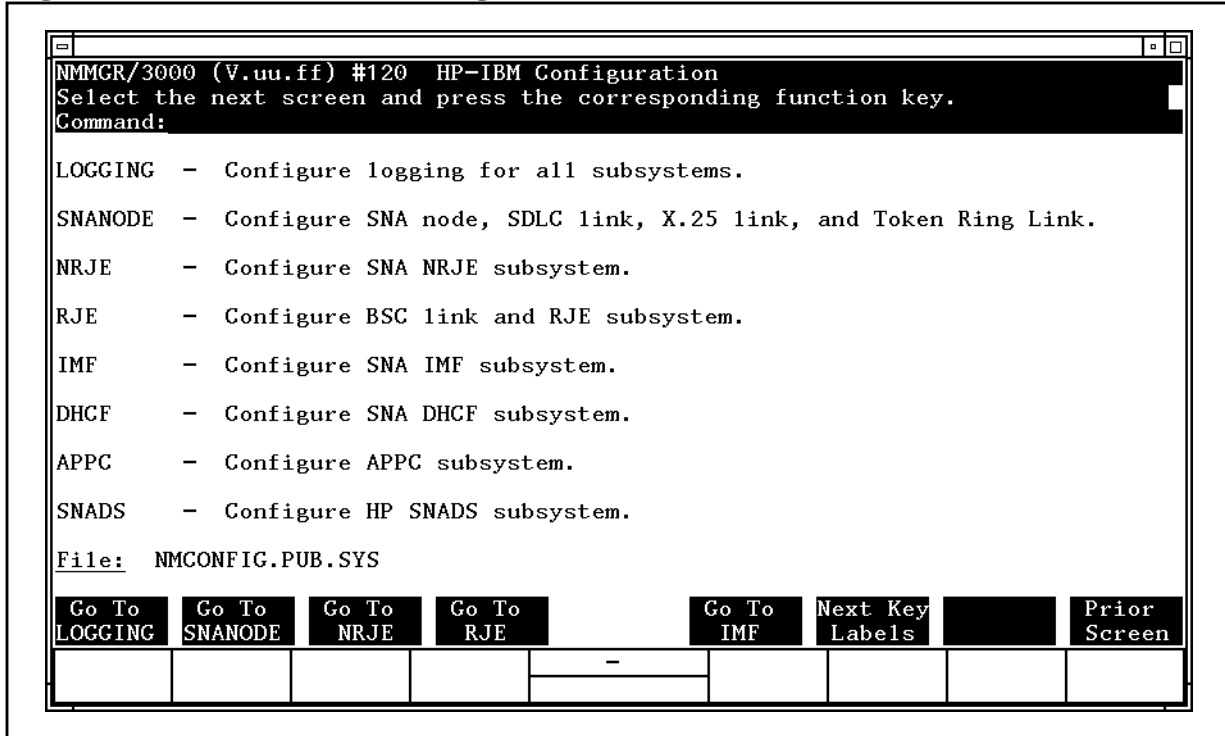 NMMGR/3000 (V.uu.ff) #120 HP-IBM Configuration
Select the next screen and press the corresponding function key.
Command:
LOGGING - Configure logging for all subsystems.
SNANODE - Configure SNA node, SDLC link, X.25 link, and Token Ring Link.
NRJE - Configure SNA NRJE subsystem.
RJE - Configure BSC link and RJE subsystem.
IMF - Configure SNA IMF subsystem.
DHCF - Configure SNA DHCF subsystem.
APPC - Configure APPC subsystem.
SNADS - Configure HP SNADS subsystem.
File: NMCONFIG.PUB.SYS
Go To Go To Go To Go To Go To Next Key Prior
LOGGING SNANODE NRJE RJE IMF Labels Screen